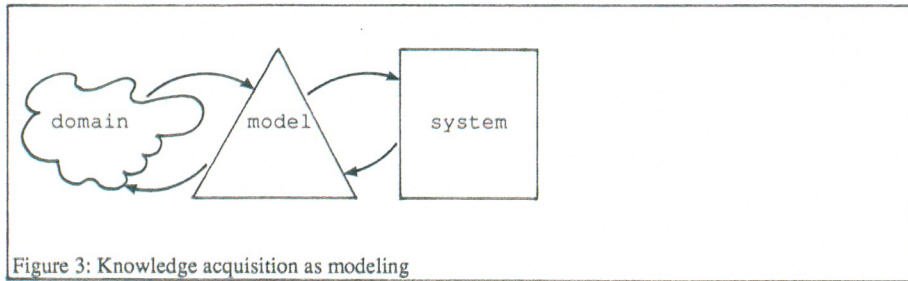 domain
model
system
Figure 3: Knowledge acquisition as modeling